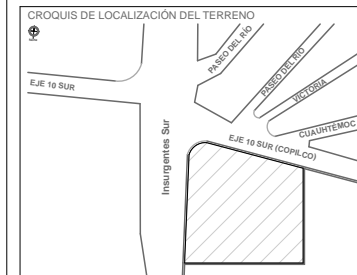 CROQUIS DE LOCALIZACIÓN DEL TERRENO
PASEO DEL RÍO
PASEO DEL RÍO
EJE 10 SUR
VICTORIA
CUAUHTÉMOC
EJE 10 SUR (COPILCO)
Insurgentes Sur